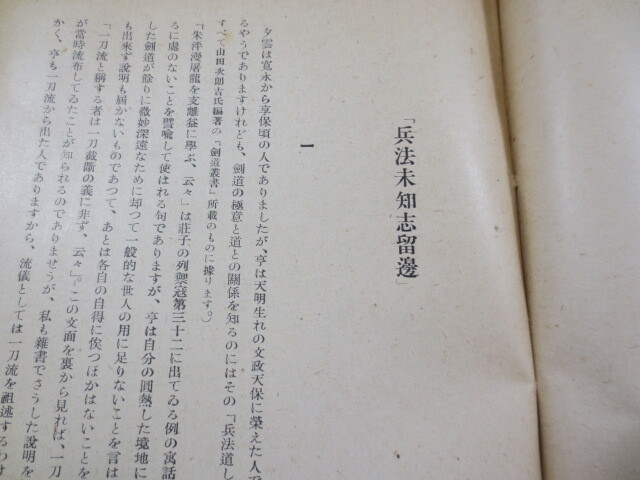 「兵法未知志留邊」
一
夕雲は寬永から享保頃の人でありましたが、亨は天明生れの文政天保に榮えた人で
るやうでありますけれども、劍道の極意と道との關係を知るのにはその『兵法道し
すべて山田次郎吉氏編著の『劍道叢書』所載のものに據ります。）
「朱泙漫屠龍を支離益に學ぶ、云々」は莊子の列禦寇第三十二に出てゐる例の寓話
るに處のないことを譬喩して使はれる句でありますが、亨は自分の圓熟した境地に
した劍道が餘りに微妙深遠なために却つて一般的な世人の用に足りないことを言は
も出來ず說明も屆かないものであつて、あとは各自の自得に俟つほかはないことを
「一刀流と稱する者は一刀截斷の義に非ず、云々」。この文面を裏から見れば、一刀
が當時流布してゐたことが知られるのでありませうが、私も雜書でさうした說明を
かく、亨も一刀流から出た人でありますから、流儀としては一刀流を祖述するわけ